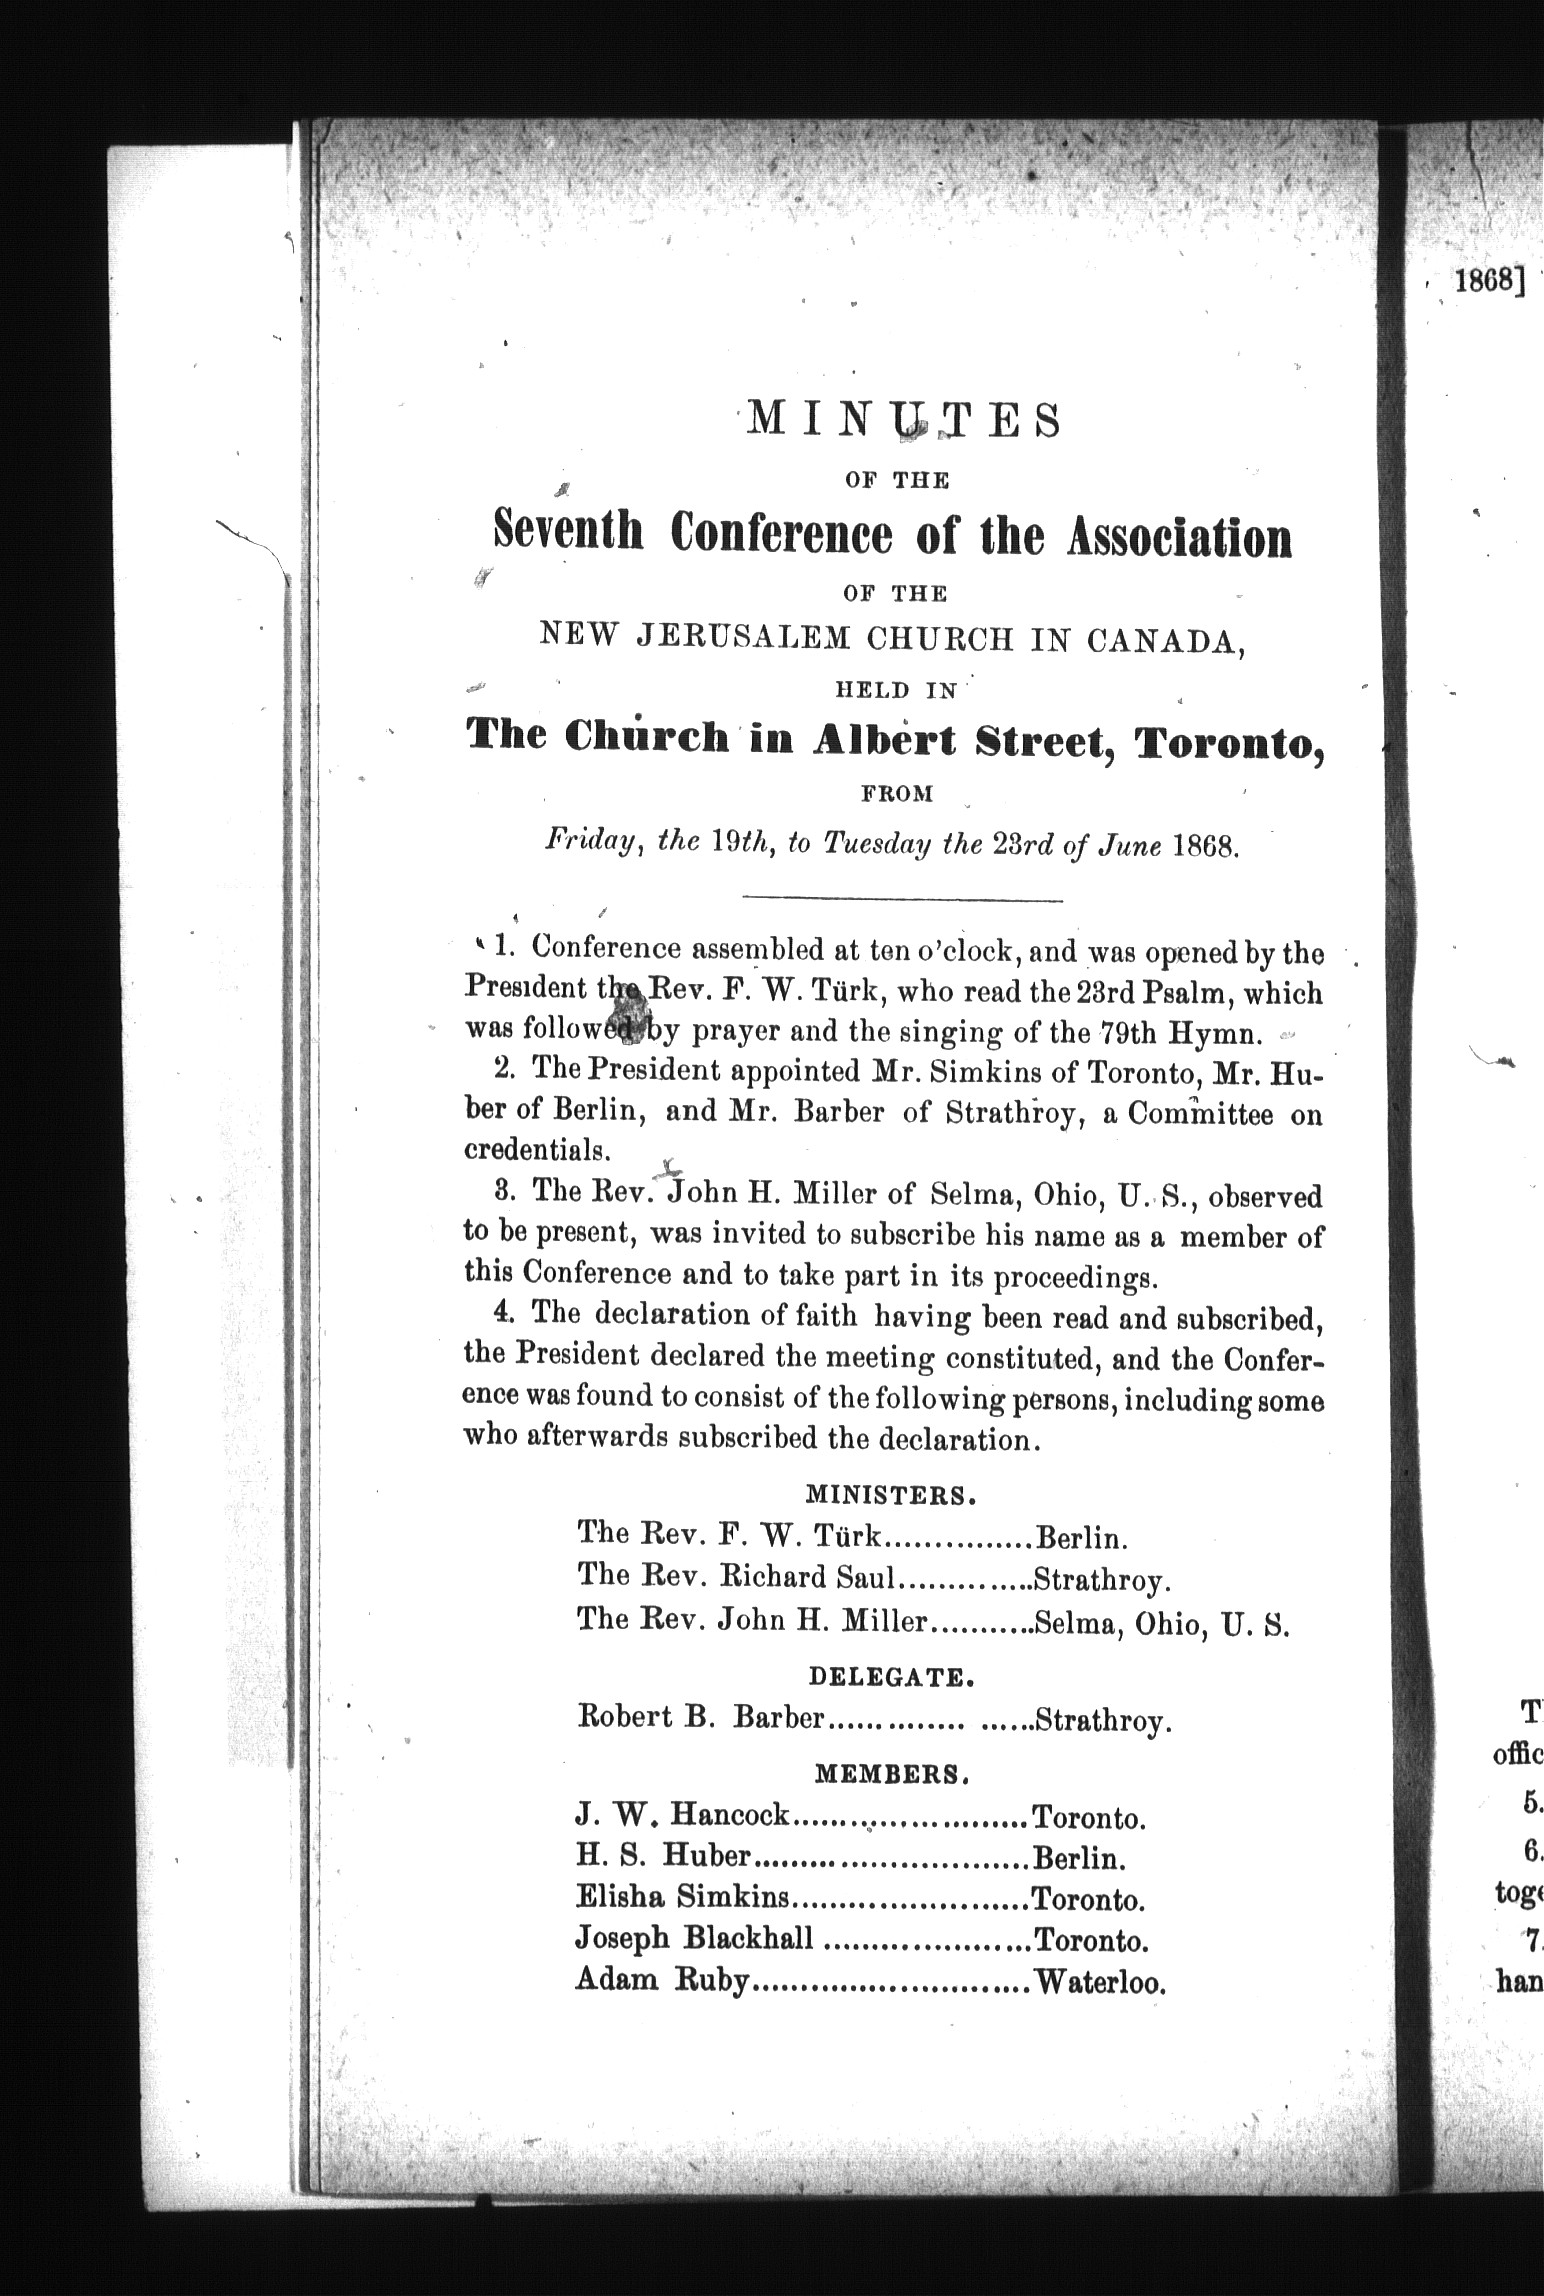 MINUTES
OF THE
Seventh Conference of the Association
OF THE
NEW JERUSALEM CHURCH IN CANADA,
HELD IN
The Church in Albert Street, Toronto,
FROM
Friday, the 19th, to Tuesday the 23rd of June 1868.
1. Conference assembled at ten o'clock, and was opened by the
President the Rev. F. W. Türk, who read the 23rd Psalm, which
was followed by prayer and the singing of the 79th Hymn.
2. The President appointed Mr. Simkins of Toronto, Mr. Hu-
ber of Berlin, and Mr. Barber of Strathroy, a Committee on
credentials.
3. The Rev. John H. Miller of Selma, Ohio, U. S., observed
to be present, was invited to subscribe his name as a member of
this Conference and to take part in its proceedings.
4. The declaration of faith having been read and subscribed,
the President declared the meeting constituted, and the Confer-
ence was found to consist of the following persons, including some
who afterwards subscribed the declaration.
MINISTERS.
The Rev. F. W. Türk...............Berlin.
The Rev. Richard Saul..............Strathroy.
The Rev. John H. Miller...........Selma, Ohio, U. S.
DELEGATE.
Robert B. Barber.............. ......Strathroy.
MEMBERS.
J. W. Hancock.........................Toronto.
H. S. Huber.............................Berlin.
Elisha Simkins.........................Toronto.
Joseph Blackhall ......................Toronto.
Adam Ruby.............................Waterloo.
1868]
T
offic
5.
6.
toge
7.
han